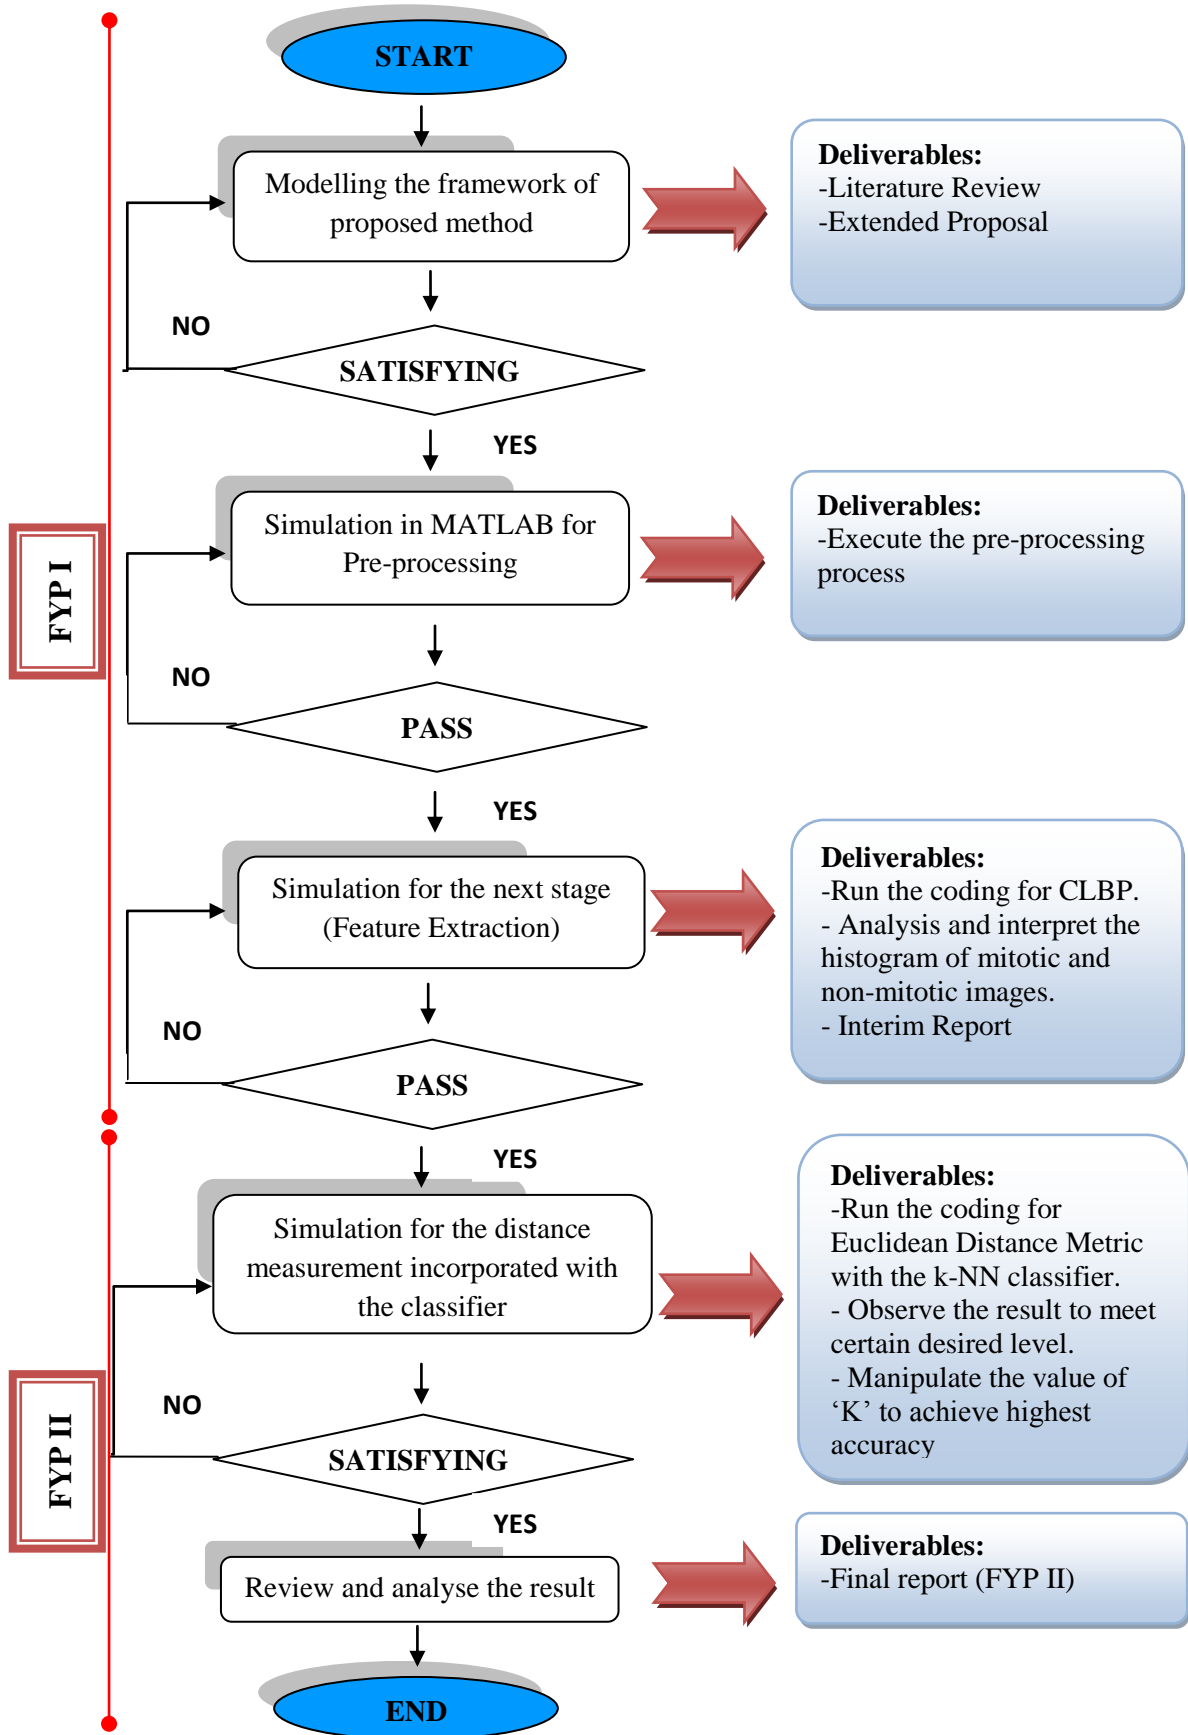 START
Modelling the framework of
proposed method
Deliverables:
-Literature Review
-Extended Proposal
NO
SATISFYING
YES
Simulation in MATLAB for
Pre-processing
Deliverables:
-Execute the pre-processing
process
FYP I
NO
PASS
YES
Simulation for the next stage
(Feature Extraction)
Deliverables:
-Run the coding for CLBP.
- Analysis and interpret the
histogram of mitotic and
non-mitotic images.
- Interim Report
NO
PASS
YES
Simulation for the distance
measurement incorporated with
the classifier
Deliverables:
-Run the coding for
Euclidean Distance Metric
with the k-NN classifier.
- Observe the result to meet
certain desired level.
- Manipulate the value of
‘K’ to achieve highest
accuracy
FYP II
NO
SATISFYING
YES
Review and analyse the result
Deliverables:
-Final report (FYP II)
END